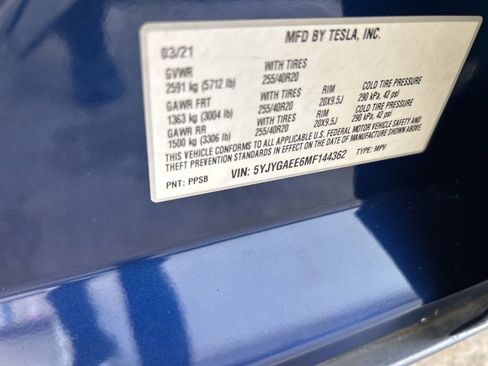 MFD BY TESLA, INC.
03/21
GVWR WITH TIRES
2591 kg (5712 lb) 255/40R20
GAWR FRT WITH TIRES RIM COLD TIRE PRESSURE
1363 kg (3004 lb) 255/40R20 20X9.5J 290 kPa, 42 psi
GAWR RR WITH TIRES RIM COLD TIRE PRESSURE
1500 kg (3306 lb) 255/40R20 20X9.5J 290 kPa, 42 psi
THIS VEHICLE CONFORMS TO ALL APPLICABLE U.S. FEDERAL MOTOR VEHICLE SAFETY AND
THEFT PREVENTION STANDARDS IN EFFECT ON THE DATE OF MANUFACTURE SHOWN ABOVE.
PNT: PPSB VIN: 5YJYGAEE6MF144362 TYPE: MPV